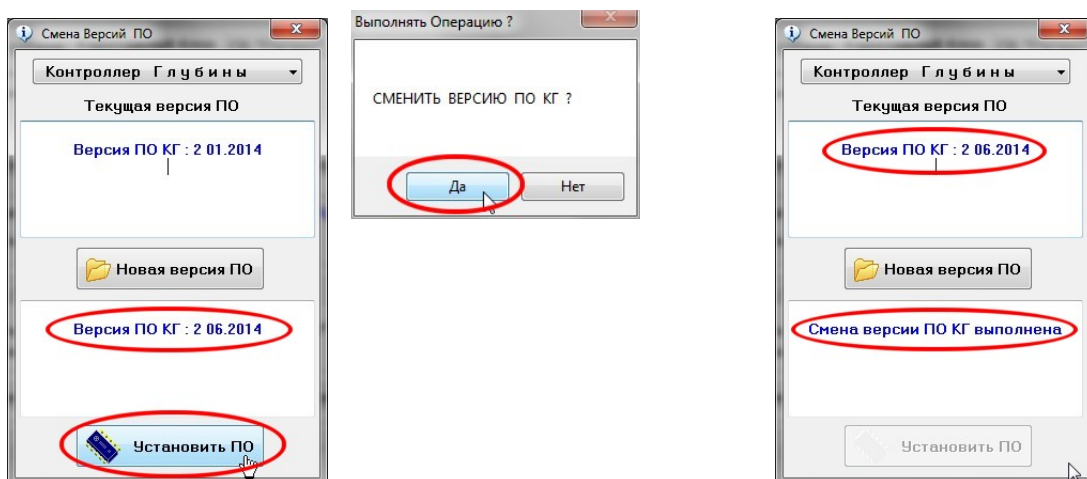 Смена Версий ПО
Контроллер Глубины
Текущая версия ПО
Версия ПО КГ : 2 01.2014
Новая версия ПО
Версия ПО КГ : 2 06.2014
Установить ПО
Выполнять Операцию ?
СМЕНИТЬ ВЕРСИЮ ПО КГ ?
Да
Нет
Смена Версий ПО
Контроллер Глубины
Текущая версия ПО
Версия ПО КГ : 2 06.2014
Новая версия ПО
Смена версии ПО КГ выполнена
Установить ПО